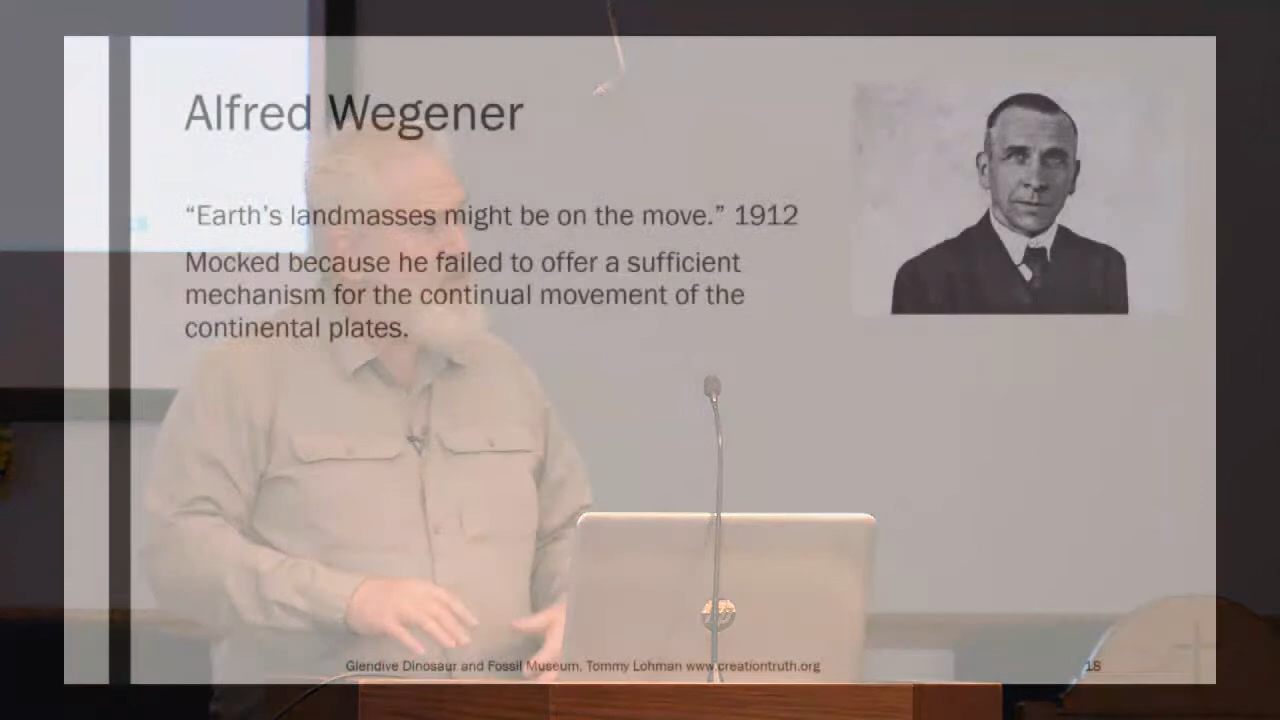 Alfred Wegener
“Earth’s landmasses might be on the move.” 1912
Mocked because he failed to offer a sufficient
mechanism for the continual movement of the
continental plates.
hp
Glendive Dinosaur and Fossil Museum, Tommy Lohman www.creationtruth.org
18